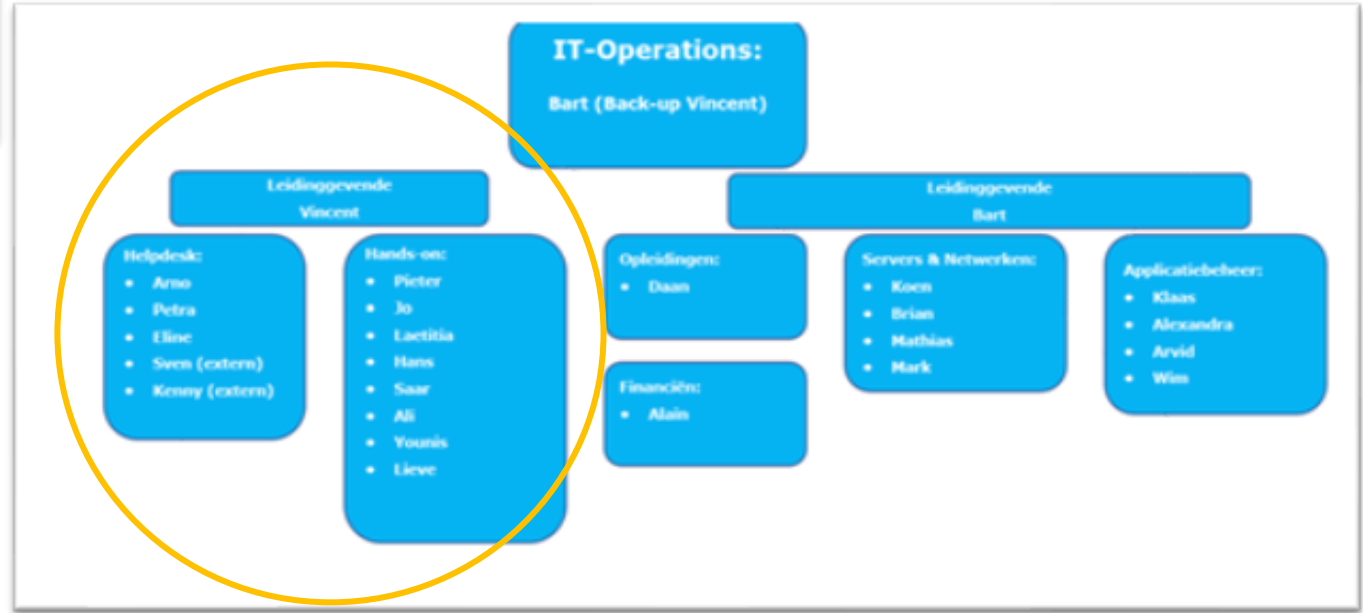 IT-Operations:
Bart (Back-up Vincent)
Leidinggevende
Vincent
Leidinggevende
Bart
Helpdesk:
• Arno
• Petra
• Eline
• Sven (extern)
• Kenny (extern)
Hands-on:
• Pieter
• Jo
• Laetitia
• Hans
• Saar
• Ali
• Younis
• Lieve
Opleidingen:
• Daan
Financiën:
• Alain
Servers & Netwerken:
• Koen
• Brian
• Mathias
• Mark
Applicatiebeheer:
• Klaas
• Alexandra
• Arvid
• Wim